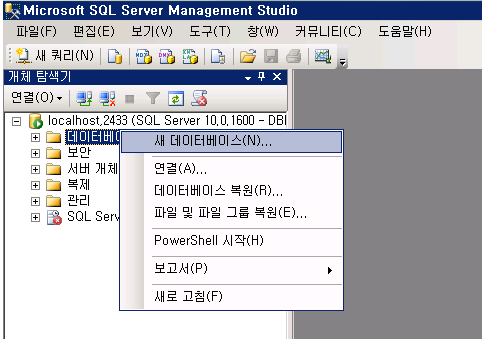 Microsoft SQL Server Management Studio
파일(F) 편집(E) 보기(V) 도구(T) 창(W) 커뮤니티(C) 도움말(H)
새 쿼리(N)
개체 탐색기
연결(O)
localhost,2433 (SQL Server 10,0,1600 - DBI
데이터베이
새 데이터베이스(N)...
보안
서버 개체
연결(A)...
복제
데이터베이스 복원(R)...
관리
파일 및 파일 그룹 복원(E)...
SQL Serv
PowerShell 시작(H)
보고서(P)
새로 고침(F)